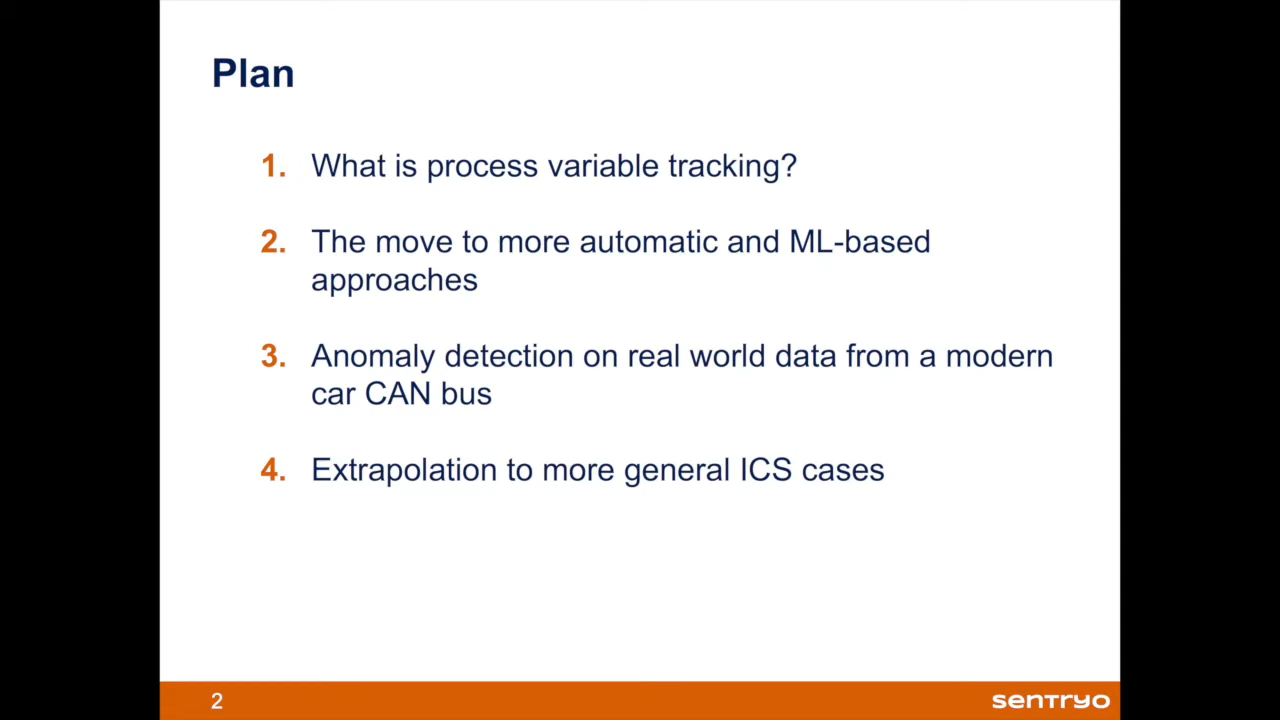 Plan
1. What is process variable tracking?
2. The move to more automatic and ML-based
approaches
3. Anomaly detection on real world data from a modern
car CAN bus
4. Extrapolation to more general ICS cases
2
sentryo